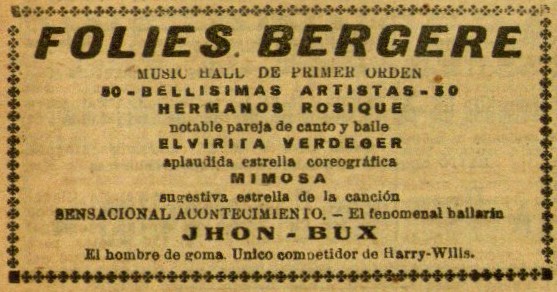 FOLIES BERGERE
MUSIC HALL DE PRIMER ORDEN
50 - BELLISIMAS ARTISTAS - 50
HERMANOS ROSIQUE
notable pareja de canto y baile
ELVIRITA VERDEGER
aplaudida estrella coreográfica
MIMOSA
sugestiva estrella de la canción
SENSACIONAL ACONTECIMIENTO. - El fenomenal bailarín
JHON - BUX
El hombre de goma. Unico competidor de Harry-Wills.